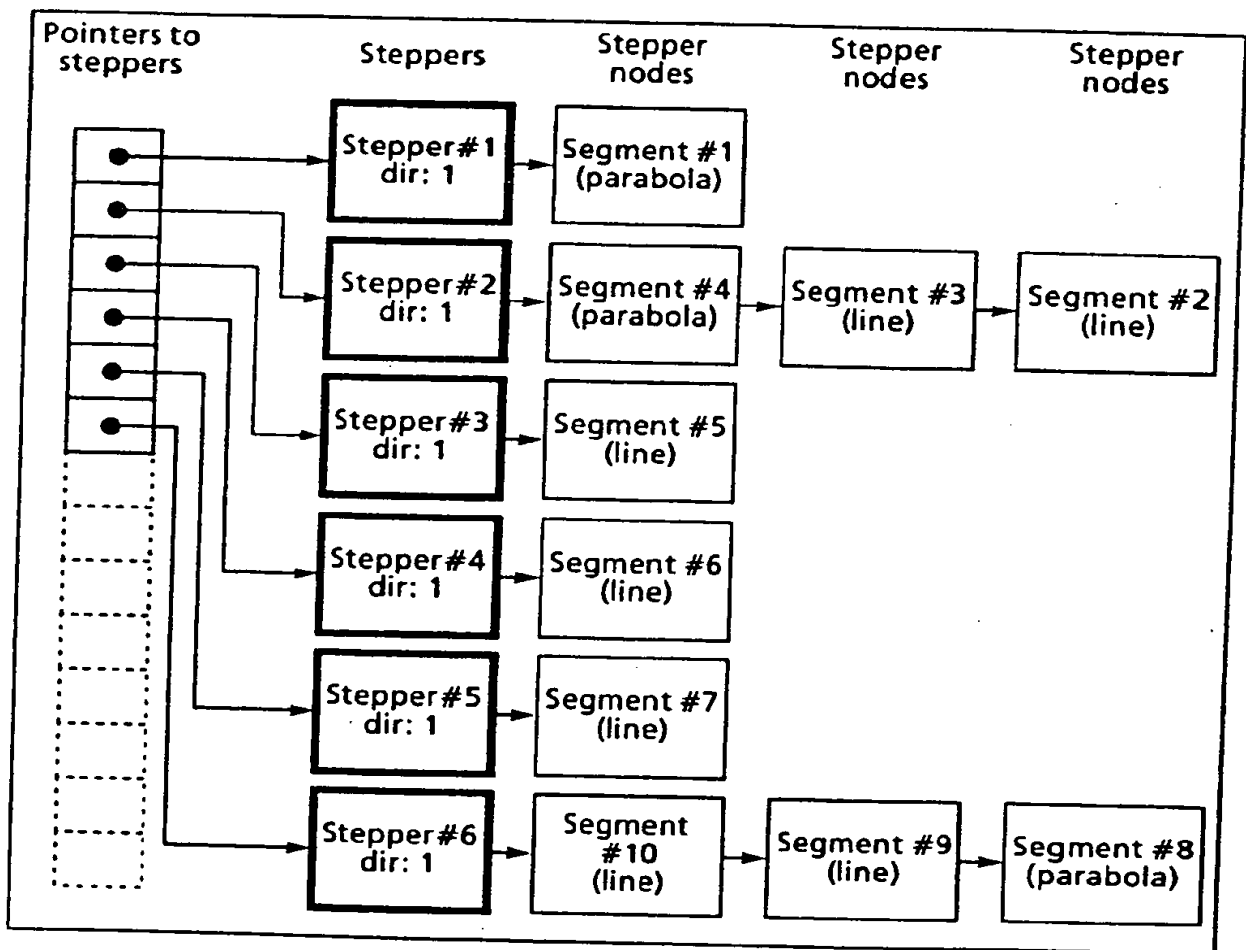 Pointers to
steppers
Steppers
Stepper
nodes
Stepper
nodes
Stepper
nodes
Stepper#1
dir: 1
Segment #1
(parabola)
Stepper#2
dir: 1
Segment #4
(parabola)
Segment #3
(line)
Segment #2
(line)
Stepper#3
dir: 1
Segment #5
(line)
Stepper#4
dir: 1
Segment #6
(line)
Stepper#5
dir: 1
Segment #7
(line)
Stepper#6
dir: 1
Segment
#10
(line)
Segment #9
(line)
Segment #8
(parabola)